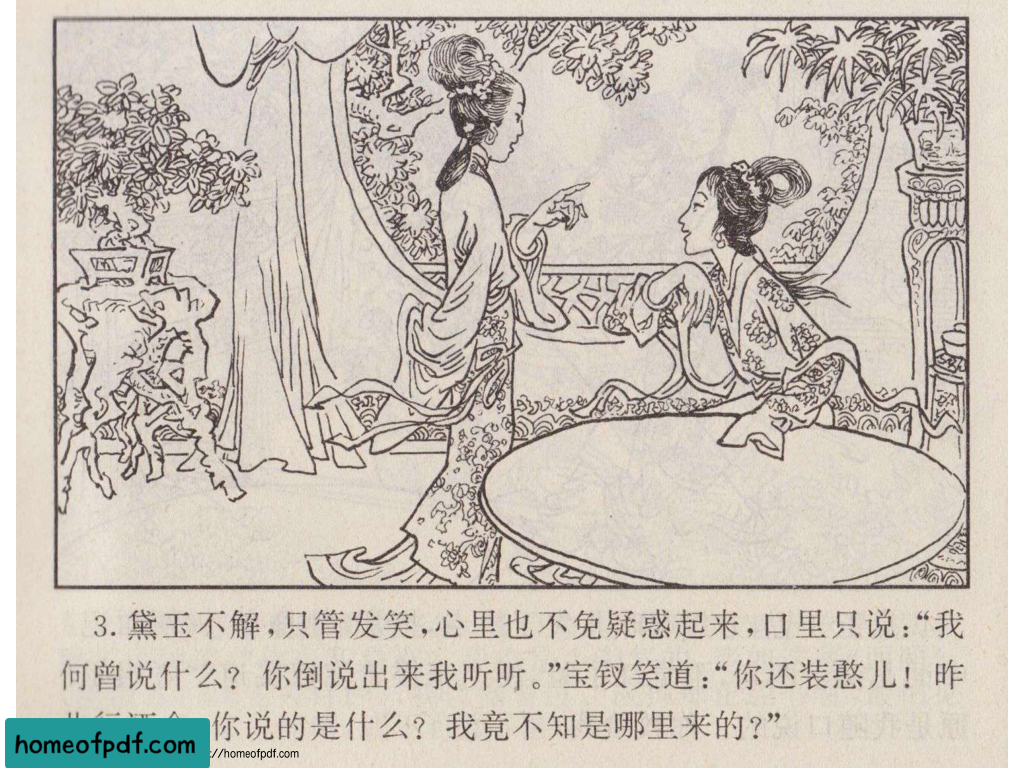 3. 黛玉不解，只管发笑，心里也不免疑惑起来，口里只说：“我
何曾说什么？你倒说出来我听听。”宝钗笑道：“你还装憨儿！昨
你说的是什么？我竟不知是哪里来的？”
homeofpdf.com
://homeofpdf.com